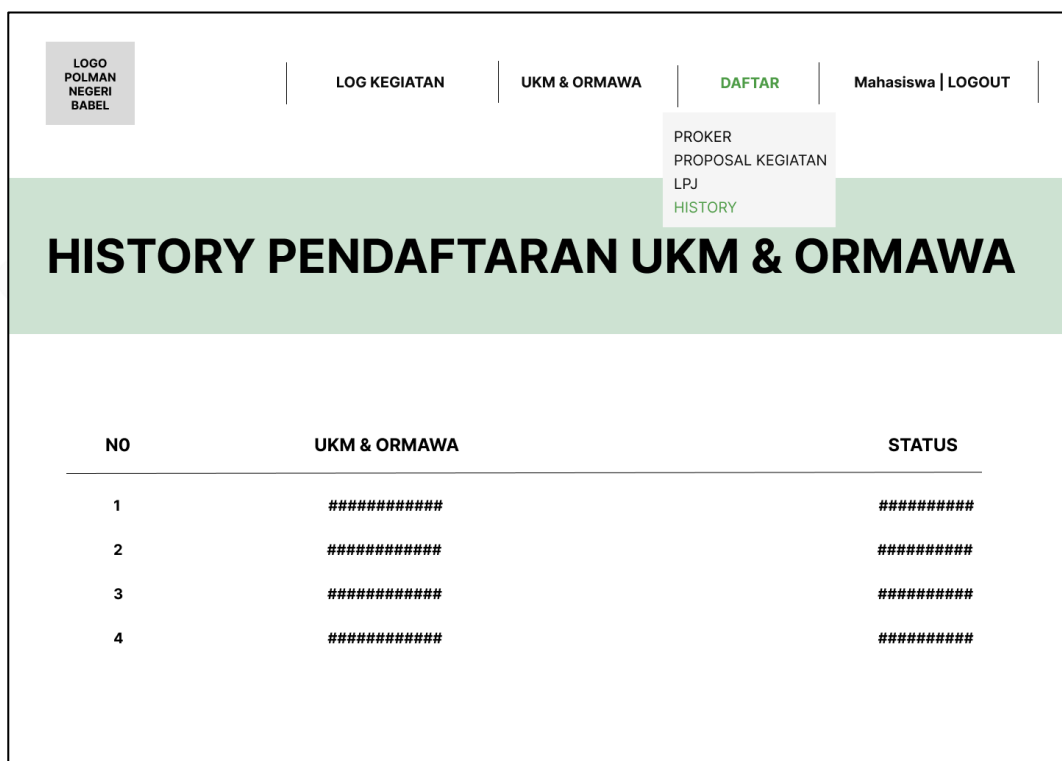 LOGO
POLMAN
NEGERI
BABEL
LOG KEGIATAN
UKM & ORMAWA
DAFTAR
Mahasiswa | LOGOUT
PROKER
PROPOSAL KEGIATAN
LPJ
HISTORY
HISTORY PENDAFTARAN UKM & ORMAWA
N0 UKM & ORMAWA STATUS
1 ############ ##########
2 ############ ##########
3 ############ ##########
4 ############ ##########